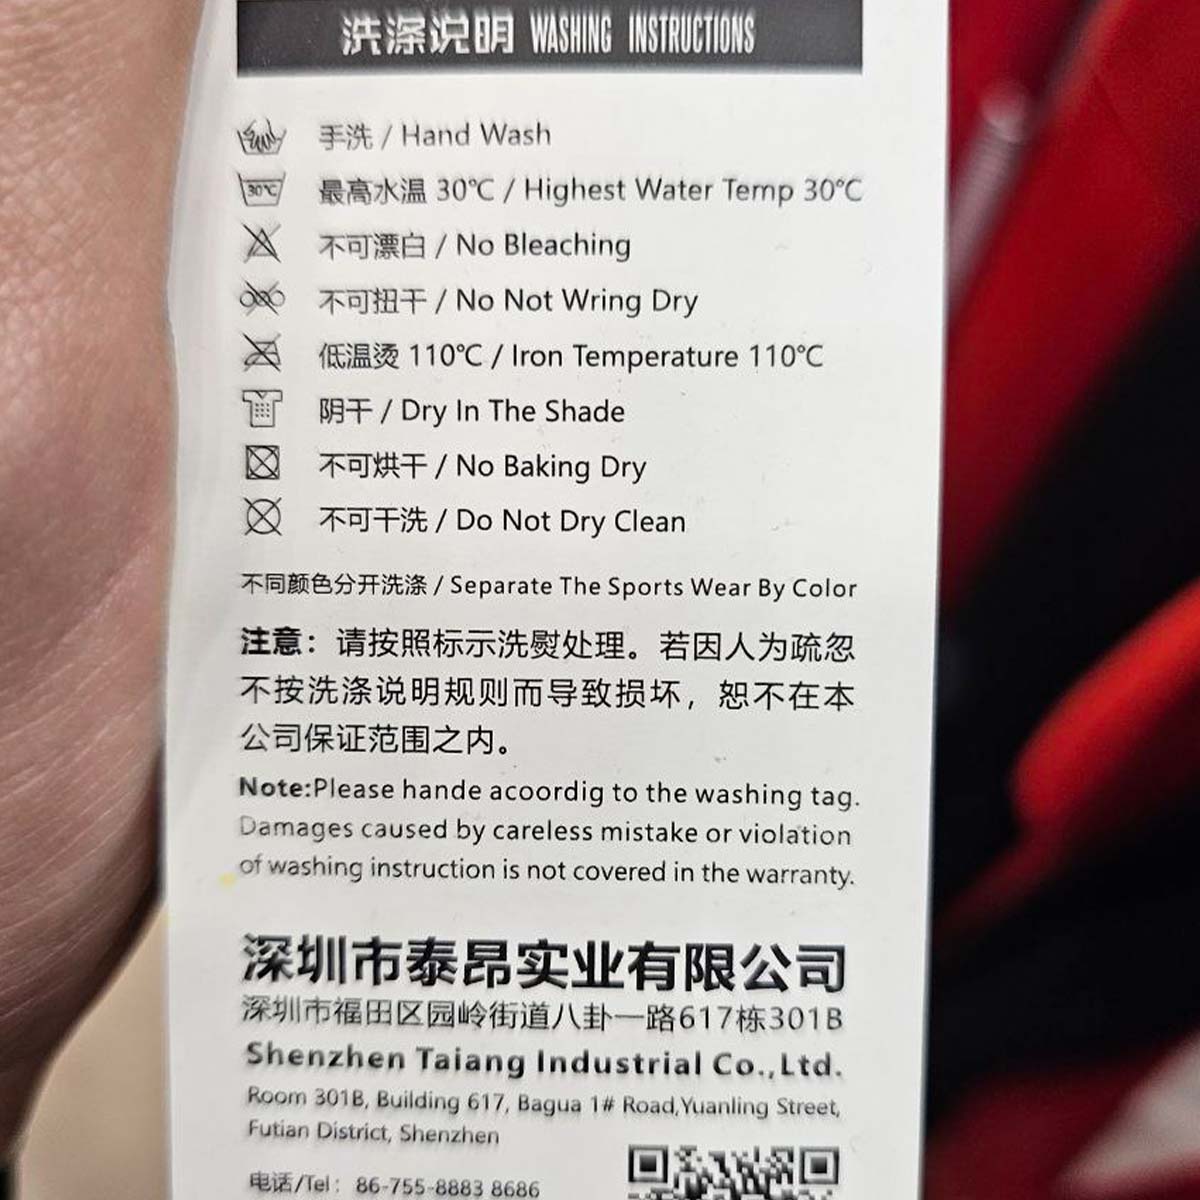 洗涤说明 WASHING INSTRUCTIONS
手洗 / Hand Wash
30℃ 最高水温 30℃ / Highest Water Temp 30℃
不可漂白 / No Bleaching
不可扭干 / No Not Wring Dry
低温烫 110℃ / Iron Temperature 110℃
阴干 / Dry In The Shade
不可烘干 / No Baking Dry
不可干洗 / Do Not Dry Clean
不同颜色分开洗涤 / Separate The Sports Wear By Color
注意：请按照标示洗熨处理。若因人为疏忽
不按洗涤说明规则而导致损坏，恕不在本
公司保证范围之内。
Note:Please hande acoordig to the washing tag.
Damages caused by careless mistake or violation
of washing instruction is not covered in the warranty.
深圳市泰昂实业有限公司
深圳市福田区园岭街道八卦一路617栋301B
Shenzhen Taiang Industrial Co.,Ltd.
Room 301B, Building 617, Bagua 1# Road,Yuanling Street,
Futian District, Shenzhen
电话/Tel：86-755-8883 8686